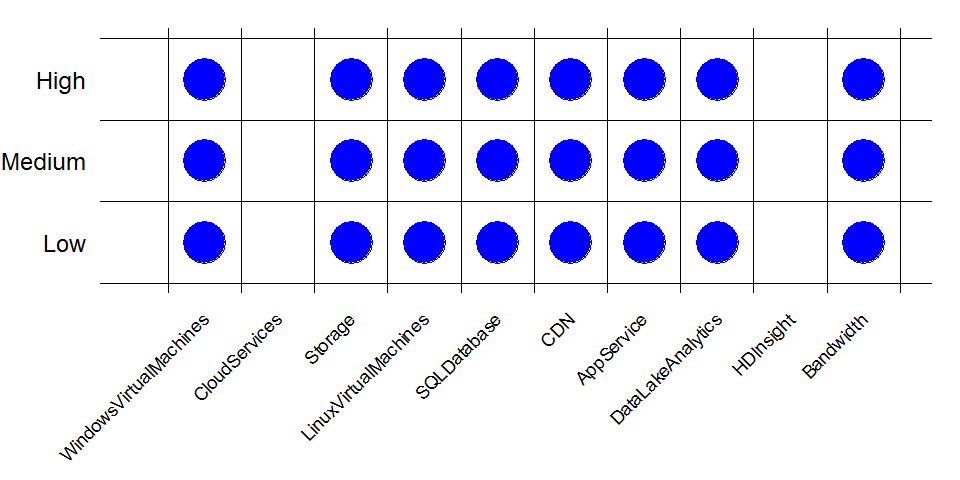 High
Medium
Low
WindowsVirtualMachines
CloudServices
Storage
LinuxVirtualMachines
SQLDatabase
CDN
AppService
DataLakeAnalytics
HDInsight
Bandwidth